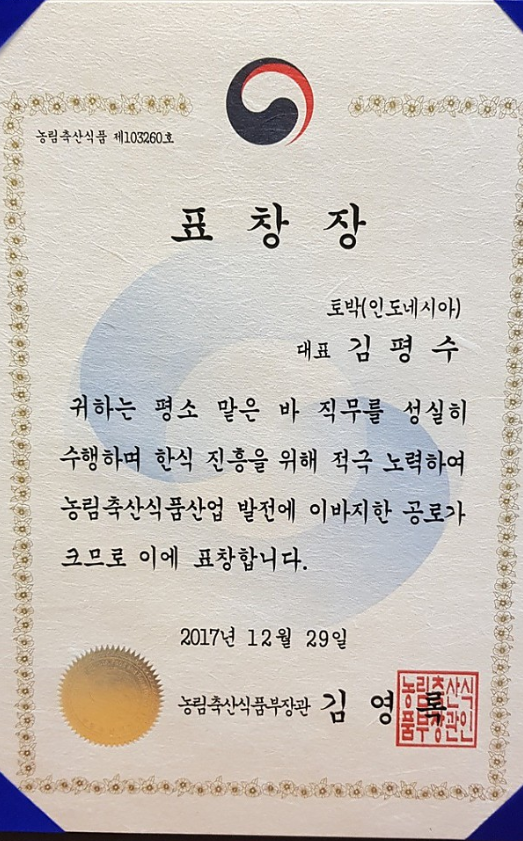 농림축산식품 제103260호
표 창 장
토박(인도네시아)
대표 김 평 수
귀하는 평소 맡은 바 직무를 성실히
수행하며 한식 진흥을 위해 적극 노력하여
농림축산식품산업 발전에 이바지한 공로가
크므로 이에 표창합니다.
2017년 12월 29일
농림축산식품부장관 김 영 록
농림축산식
품부장관인